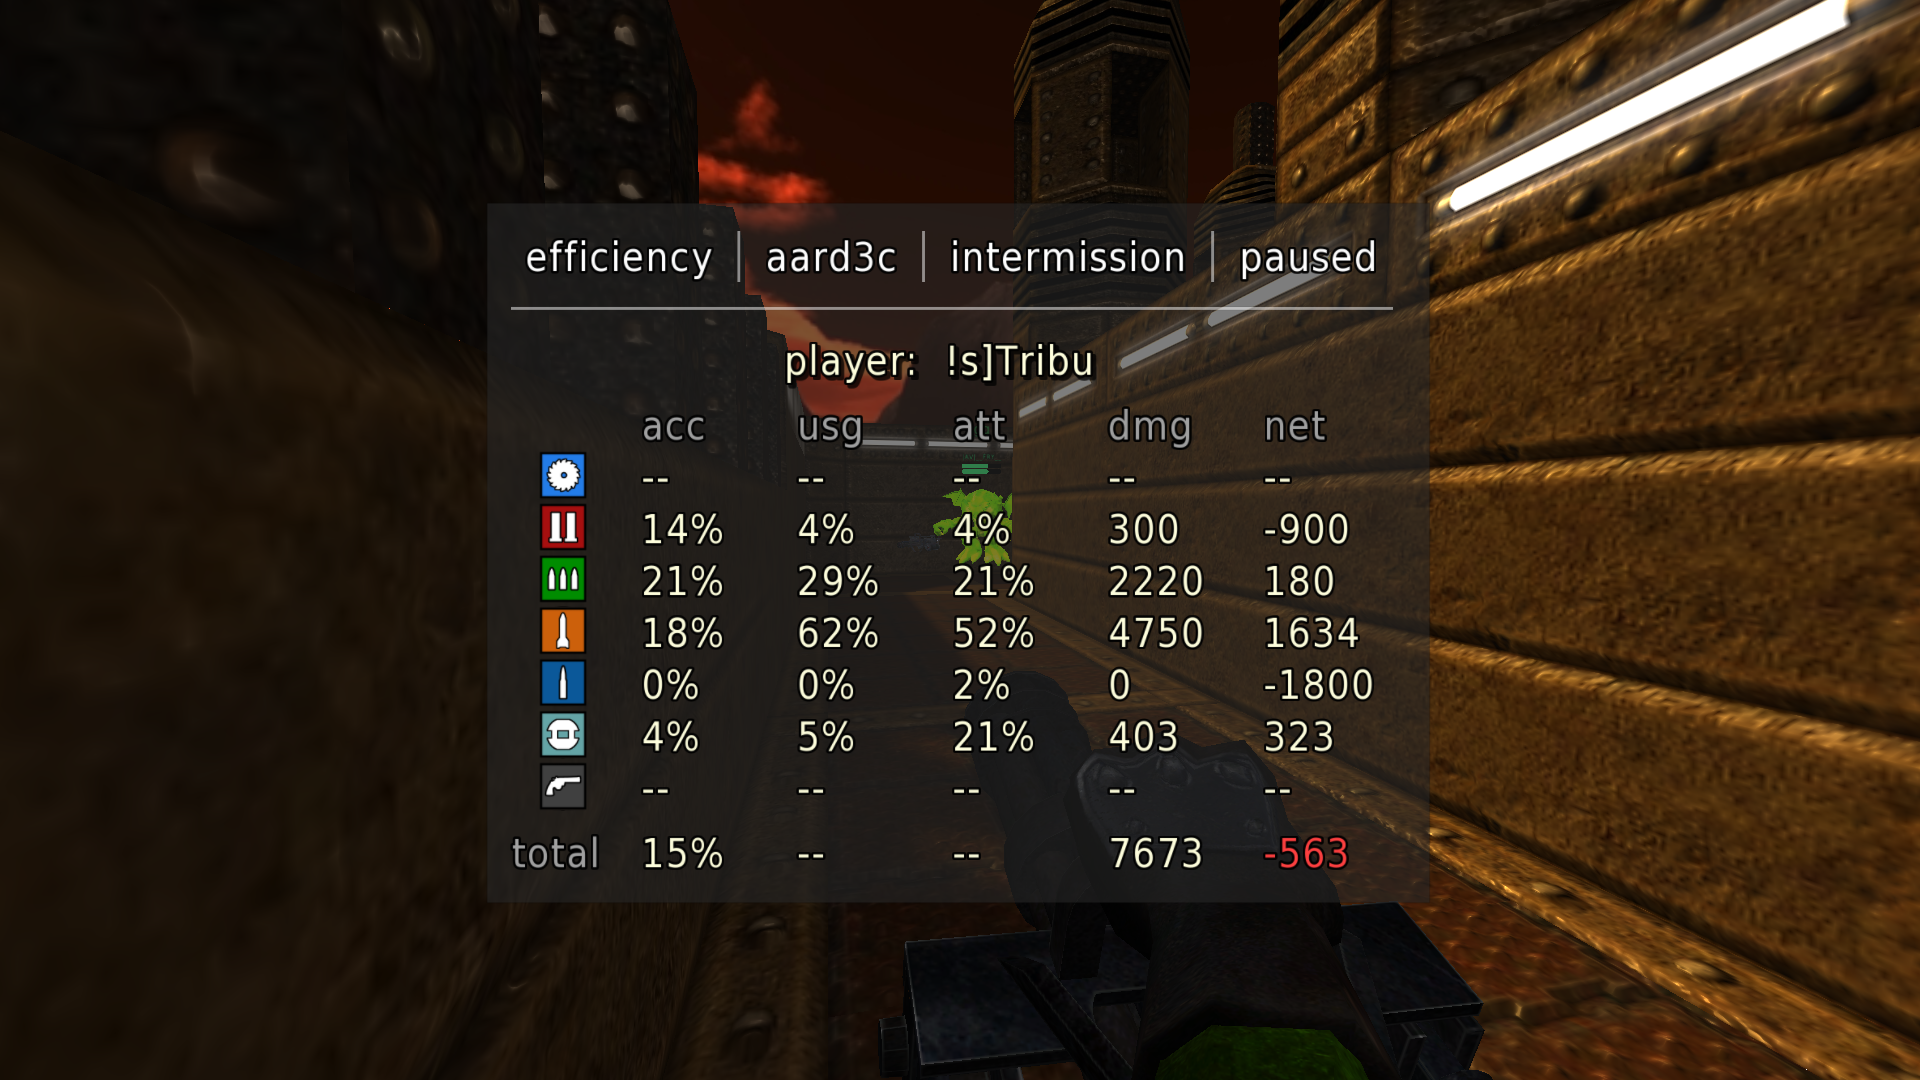 efficiency | aard3c | intermission | paused
player: !s]Tribu
acc usg att dmg net
-- -- -- -- --
14% 4% 4% 300 -900
21% 29% 21% 2220 180
18% 62% 52% 4750 1634
0% 0% 2% 0 -1800
4% 5% 21% 403 323
-- -- -- -- --
total 15% -- -- 7673 -563